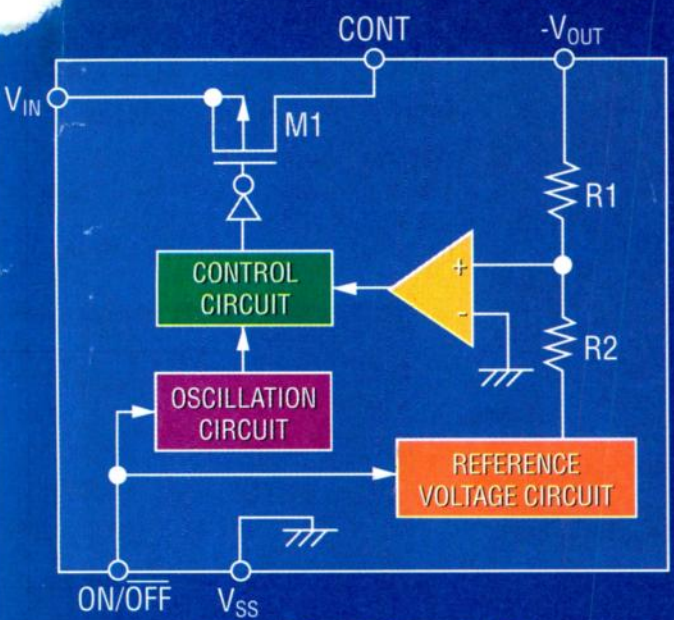 CONT
-VOUT
VIN
M1
R1
CONTROL
CIRCUIT
+
-
R2
OSCILLATION
CIRCUIT
REFERENCE
VOLTAGE CIRCUIT
ON/OFF
VSS